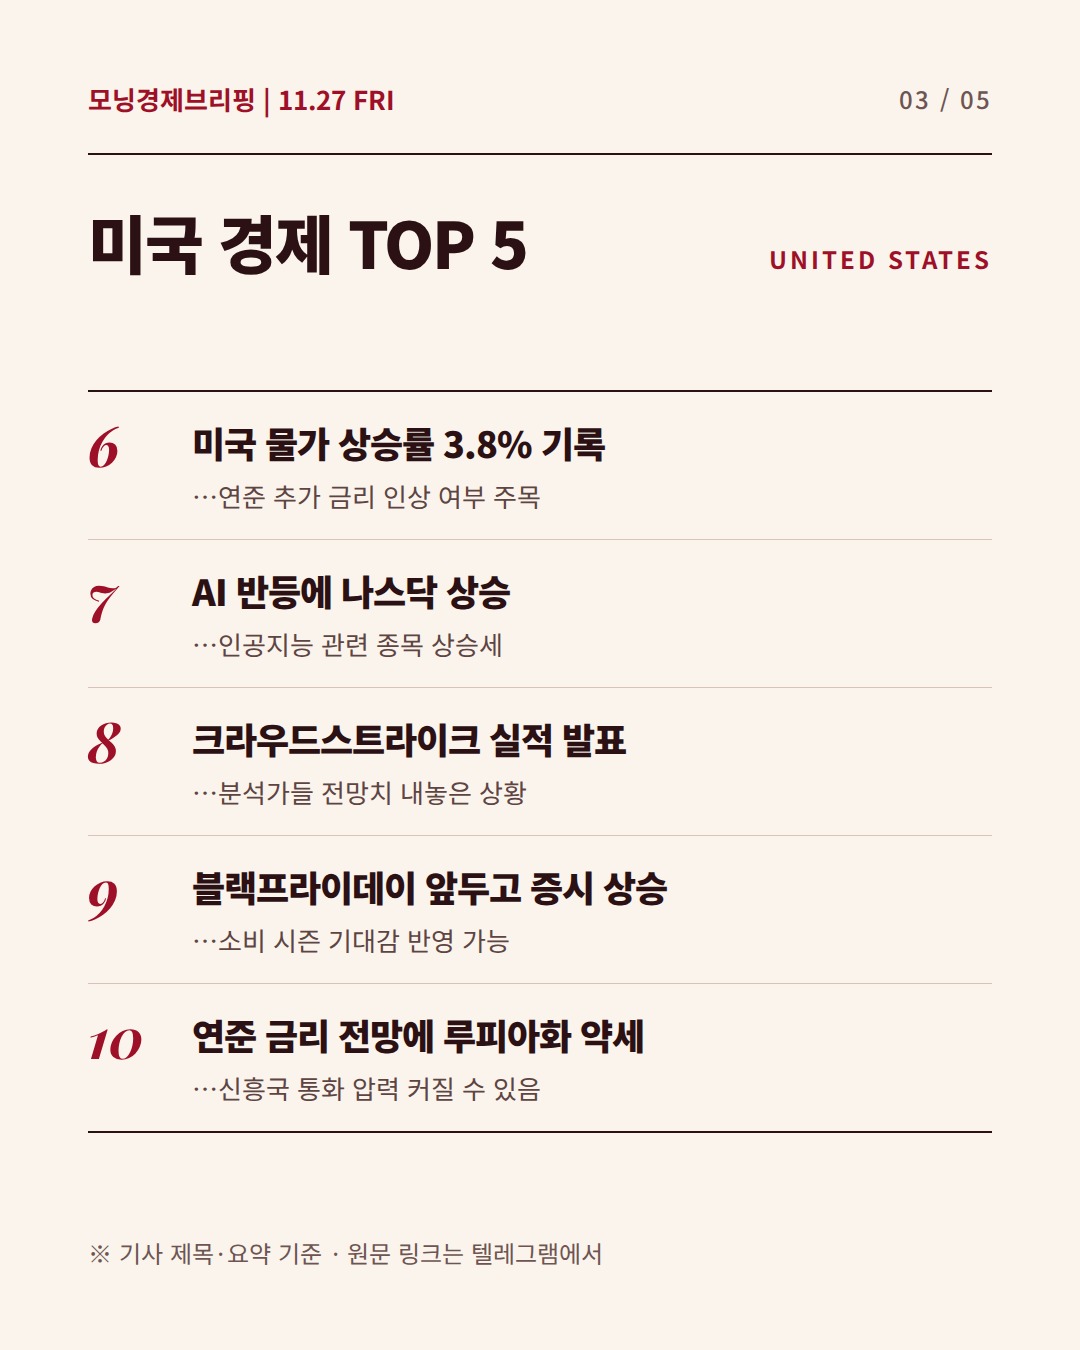 모닝경제브리핑 | 11.27 FRI
03 / 05
미국 경제 TOP 5
UNITED STATES
6
미국 물가 상승률 3.8% 기록
…연준 추가 금리 인상 여부 주목
7
AI 반등에 나스닥 상승
…인공지능 관련 종목 상승세
8
크라우드스트라이크 실적 발표
…분석가들 전망치 내놓은 상황
9
블랙프라이데이 앞두고 증시 상승
…소비 시즌 기대감 반영 가능
10
연준 금리 전망에 루피아화 약세
…신흥국 통화 압력 커질 수 있음
※ 기사 제목·요약 기준 · 원문 링크는 텔레그램에서